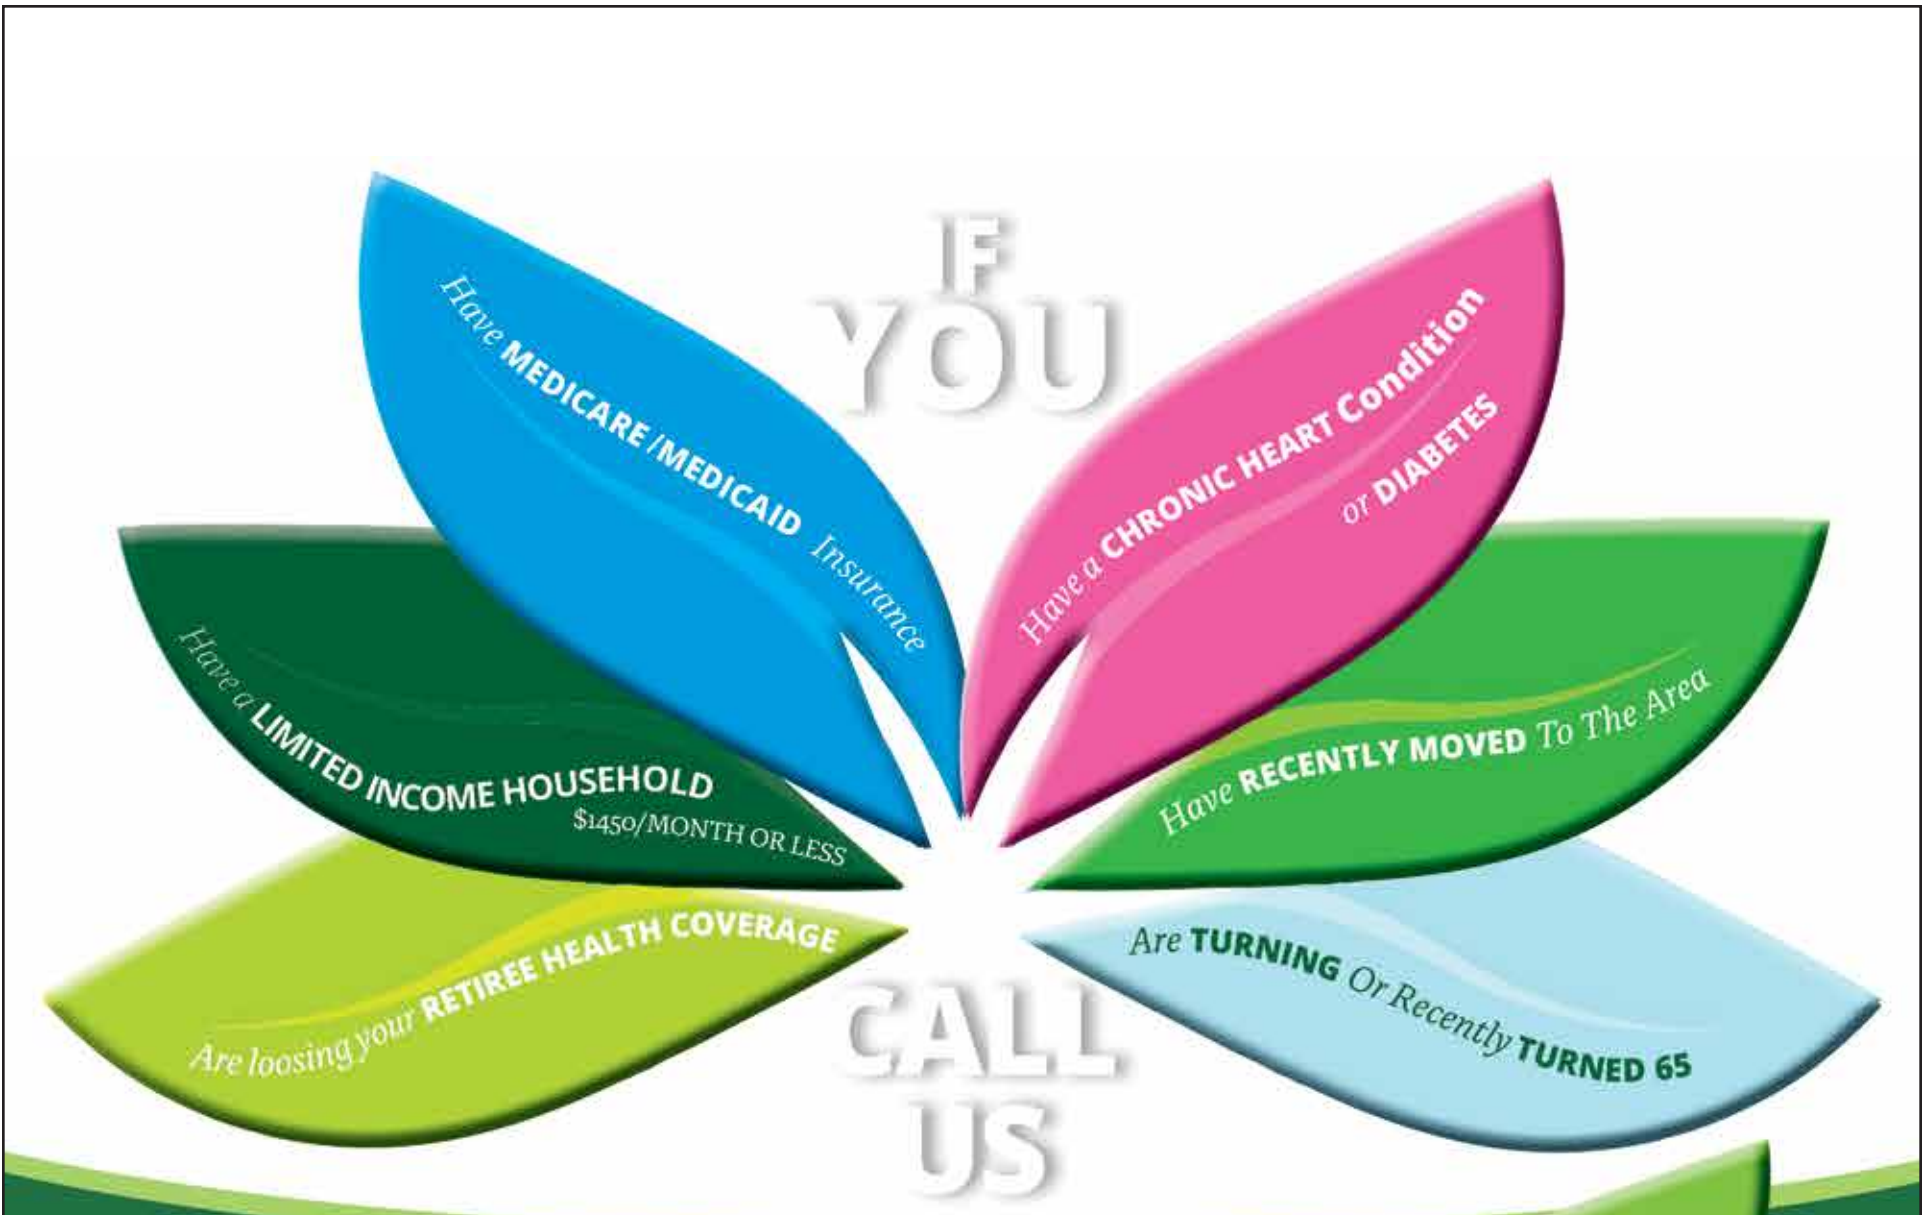 IF
YOU
Have MEDICARE /MEDICAID Insurance
Have a CHRONIC HEART Condition
or DIABETES
Have a LIMITED INCOME HOUSEHOLD
$1450/MONTH OR LESS
Have RECENTLY MOVED To The Area
Are loosing your RETIREE HEALTH COVERAGE
Are TURNING Or Recently TURNED 65
CALL
US